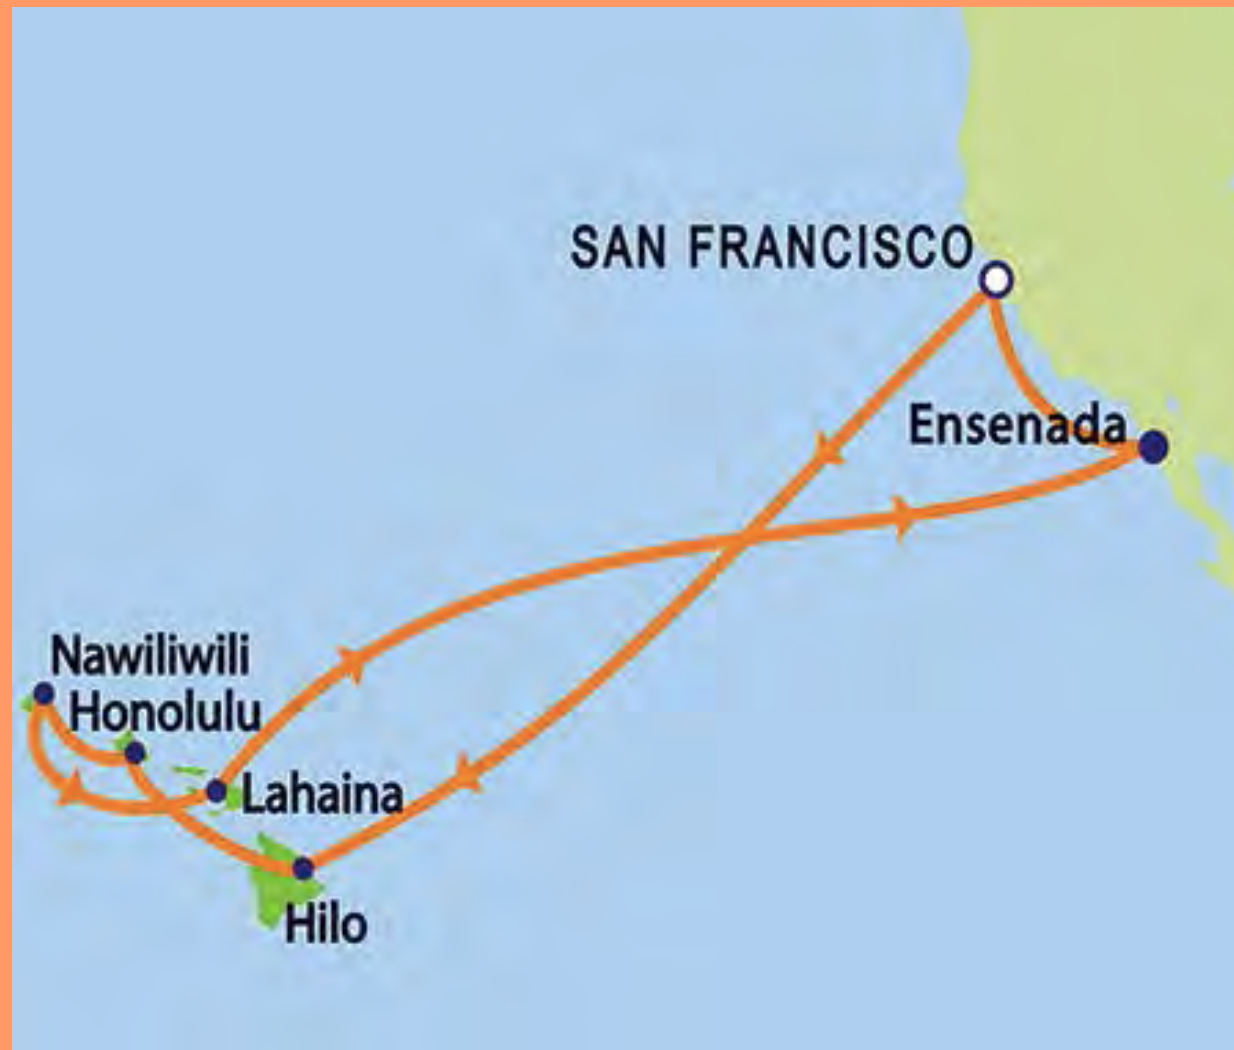 SAN FRANCISCO
Ensenada
Nawiliwili
Honolulu
Lahaina
Hilo